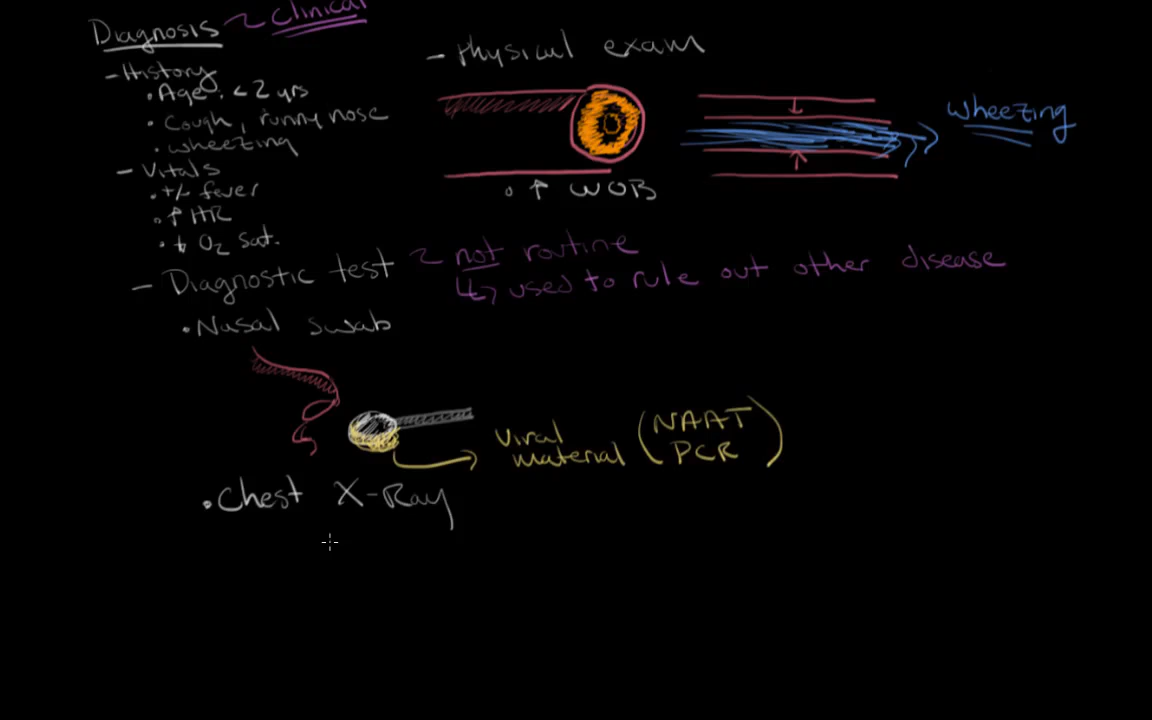 Diagnosis ~ clinical
- History
• Age: < 2 yrs
• Cough, runny nose
• wheezing
- Vitals
• +/- fever
• ↑ HR
• ↓ O2 sat.
- Physical exam
wheezing
• ↑ WOB
- Diagnostic test ~ not routine
↳ used to rule out other disease
• Nasal swab
Viral material (NAAT PCR)
• Chest X-Ray